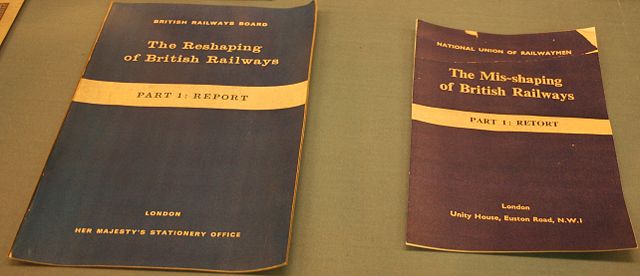 BRITISH RAILWAYS BOARD
The Reshaping
of British Railways
PART 1: REPORT
LONDON
HER MAJESTY'S STATIONERY OFFICE
NATIONAL UNION OF RAILWAYMEN
The Mis-shaping
of British Railways
PART 1: RETORT
London
Unity House, Euston Road, N.W.1